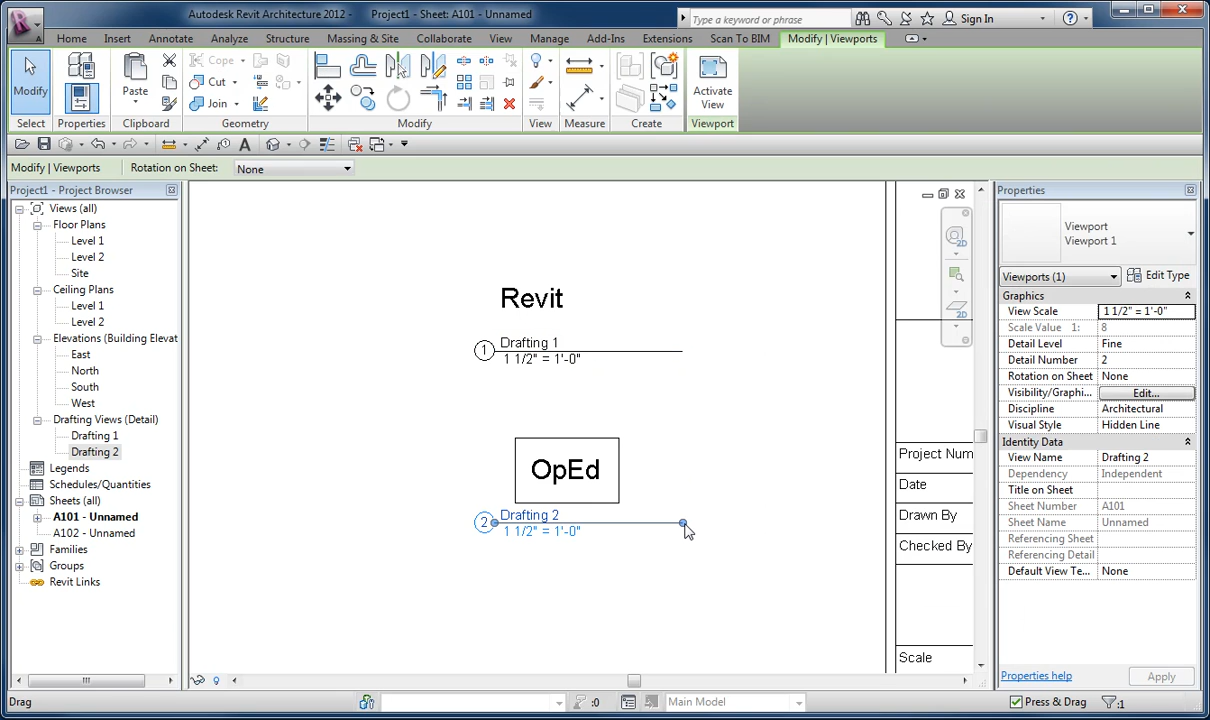 Autodesk Revit Architecture 2012 - Project1 - Sheet: A101 - Unnamed
Type a keyword or phrase
Sign In
Home Insert Annotate Analyze Structure Massing & Site Collaborate View Manage Add-Ins Extensions Scan To BIM Modify | Viewports
Modify
Paste
Cope
Cut
Join
Activate
View
Select Properties Clipboard Geometry Modify View Measure Create Viewport
Modify | Viewports
Rotation on Sheet:
None
Project1 - Project Browser
Views (all)
Floor Plans
Level 1
Level 2
Site
Ceiling Plans
Level 1
Level 2
Elevations (Building Elevat
East
North
South
West
Drafting Views (Detail)
Drafting 1
Drafting 2
Legends
Schedules/Quantities
Sheets (all)
A101 - Unnamed
A102 - Unnamed
Families
Groups
Revit Links
Revit
1
Drafting 1
1 1/2" = 1'-0"
OpEd
2
Drafting 2
1 1/2" = 1'-0"
2D
2D
Project Num
Date
Drawn By
Checked By
Scale
Properties
Viewport
Viewport 1
Viewports (1)
Edit Type
Graphics
View Scale 1 1/2" = 1'-0"
Scale Value 1: 8
Detail Level Fine
Detail Number 2
Rotation on Sheet None
Visibility/Graphi... Edit...
Discipline Architectural
Visual Style Hidden Line
Identity Data
View Name Drafting 2
Dependency Independent
Title on Sheet
Sheet Number A101
Sheet Name Unnamed
Referencing Sheet
Referencing Detail
Default View Te... None
Properties help
Apply
Drag
:0
Main Model
Press & Drag
:1